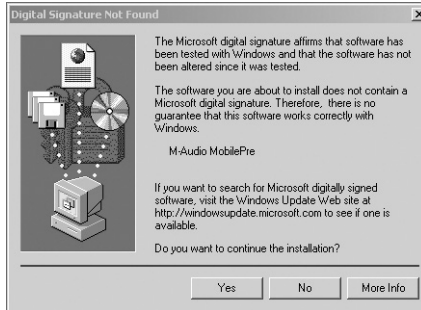 Digital Signature Not Found
The Microsoft digital signature affirms that software has
been tested with Windows and that the software has not
been altered since it was tested.
The software you are about to install does not contain a
Microsoft digital signature. Therefore, there is no
guarantee that this software works correctly with
Windows.
M-Audio MobilePre
If you want to search for Microsoft digitally signed
software, visit the Windows Update Web site at
http://windowsupdate.microsoft.com to see if one is
available.
Do you want to continue the installation?
Yes No More Info